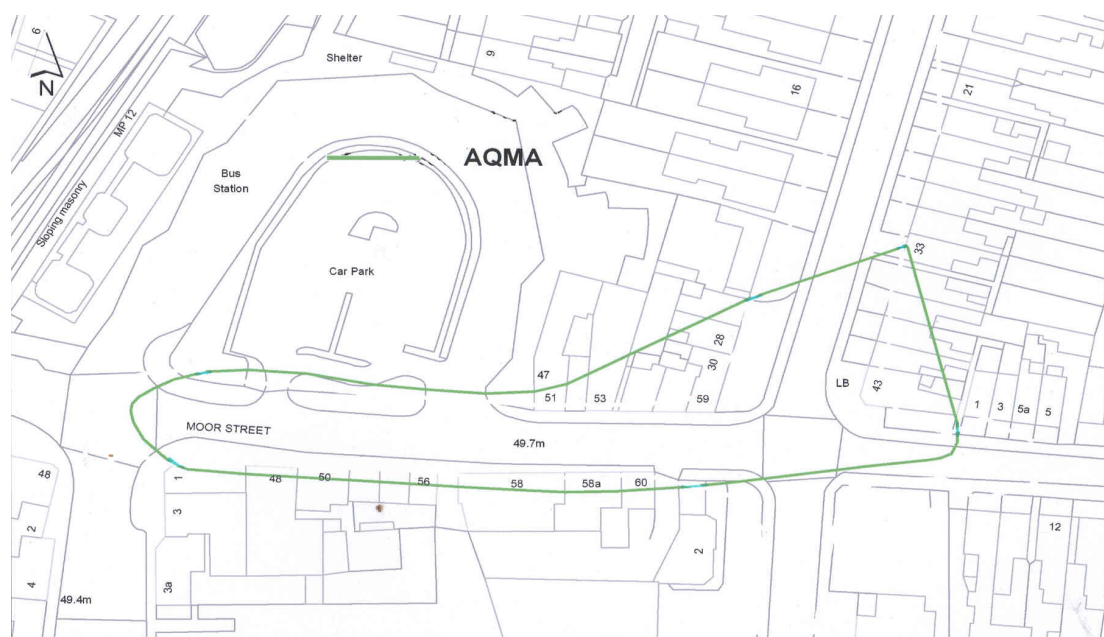 6
N
Shelter
9
16
21
MP 12
AQMA
Bus
Station
Sloping masonry
Car Park
33
28
30
47
51
53
59
LB
43
1
3
5a
5
MOOR STREET
49.7m
48
1
48
50
56
58
58a
60
3
2
2
12
4
3a
49.4m